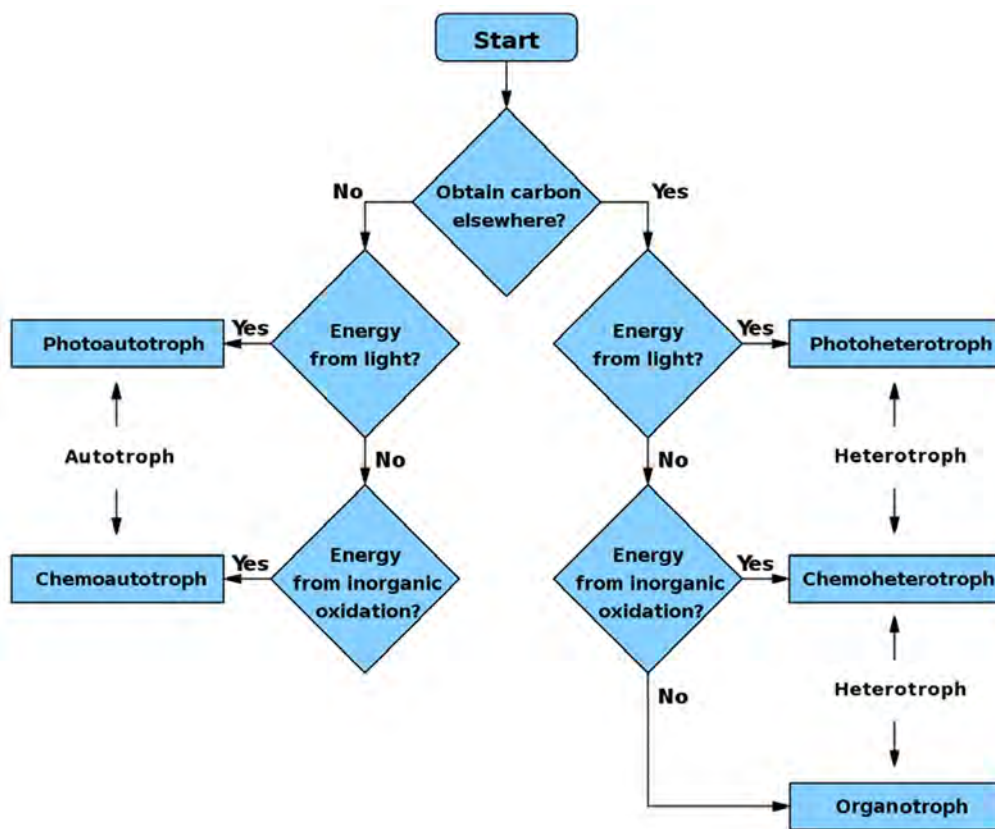 Start
Obtain carbon
elsewhere?
No
Yes
Energy
from light?
Yes
Photoautotroph
Energy
from light?
Yes
Photoheterotroph
Autotroph
No
No
Heterotroph
Energy
from inorganic
oxidation?
Yes
Chemoautotroph
Energy
from inorganic
oxidation?
Yes
Chemoheterotroph
No
Heterotroph
Organotroph